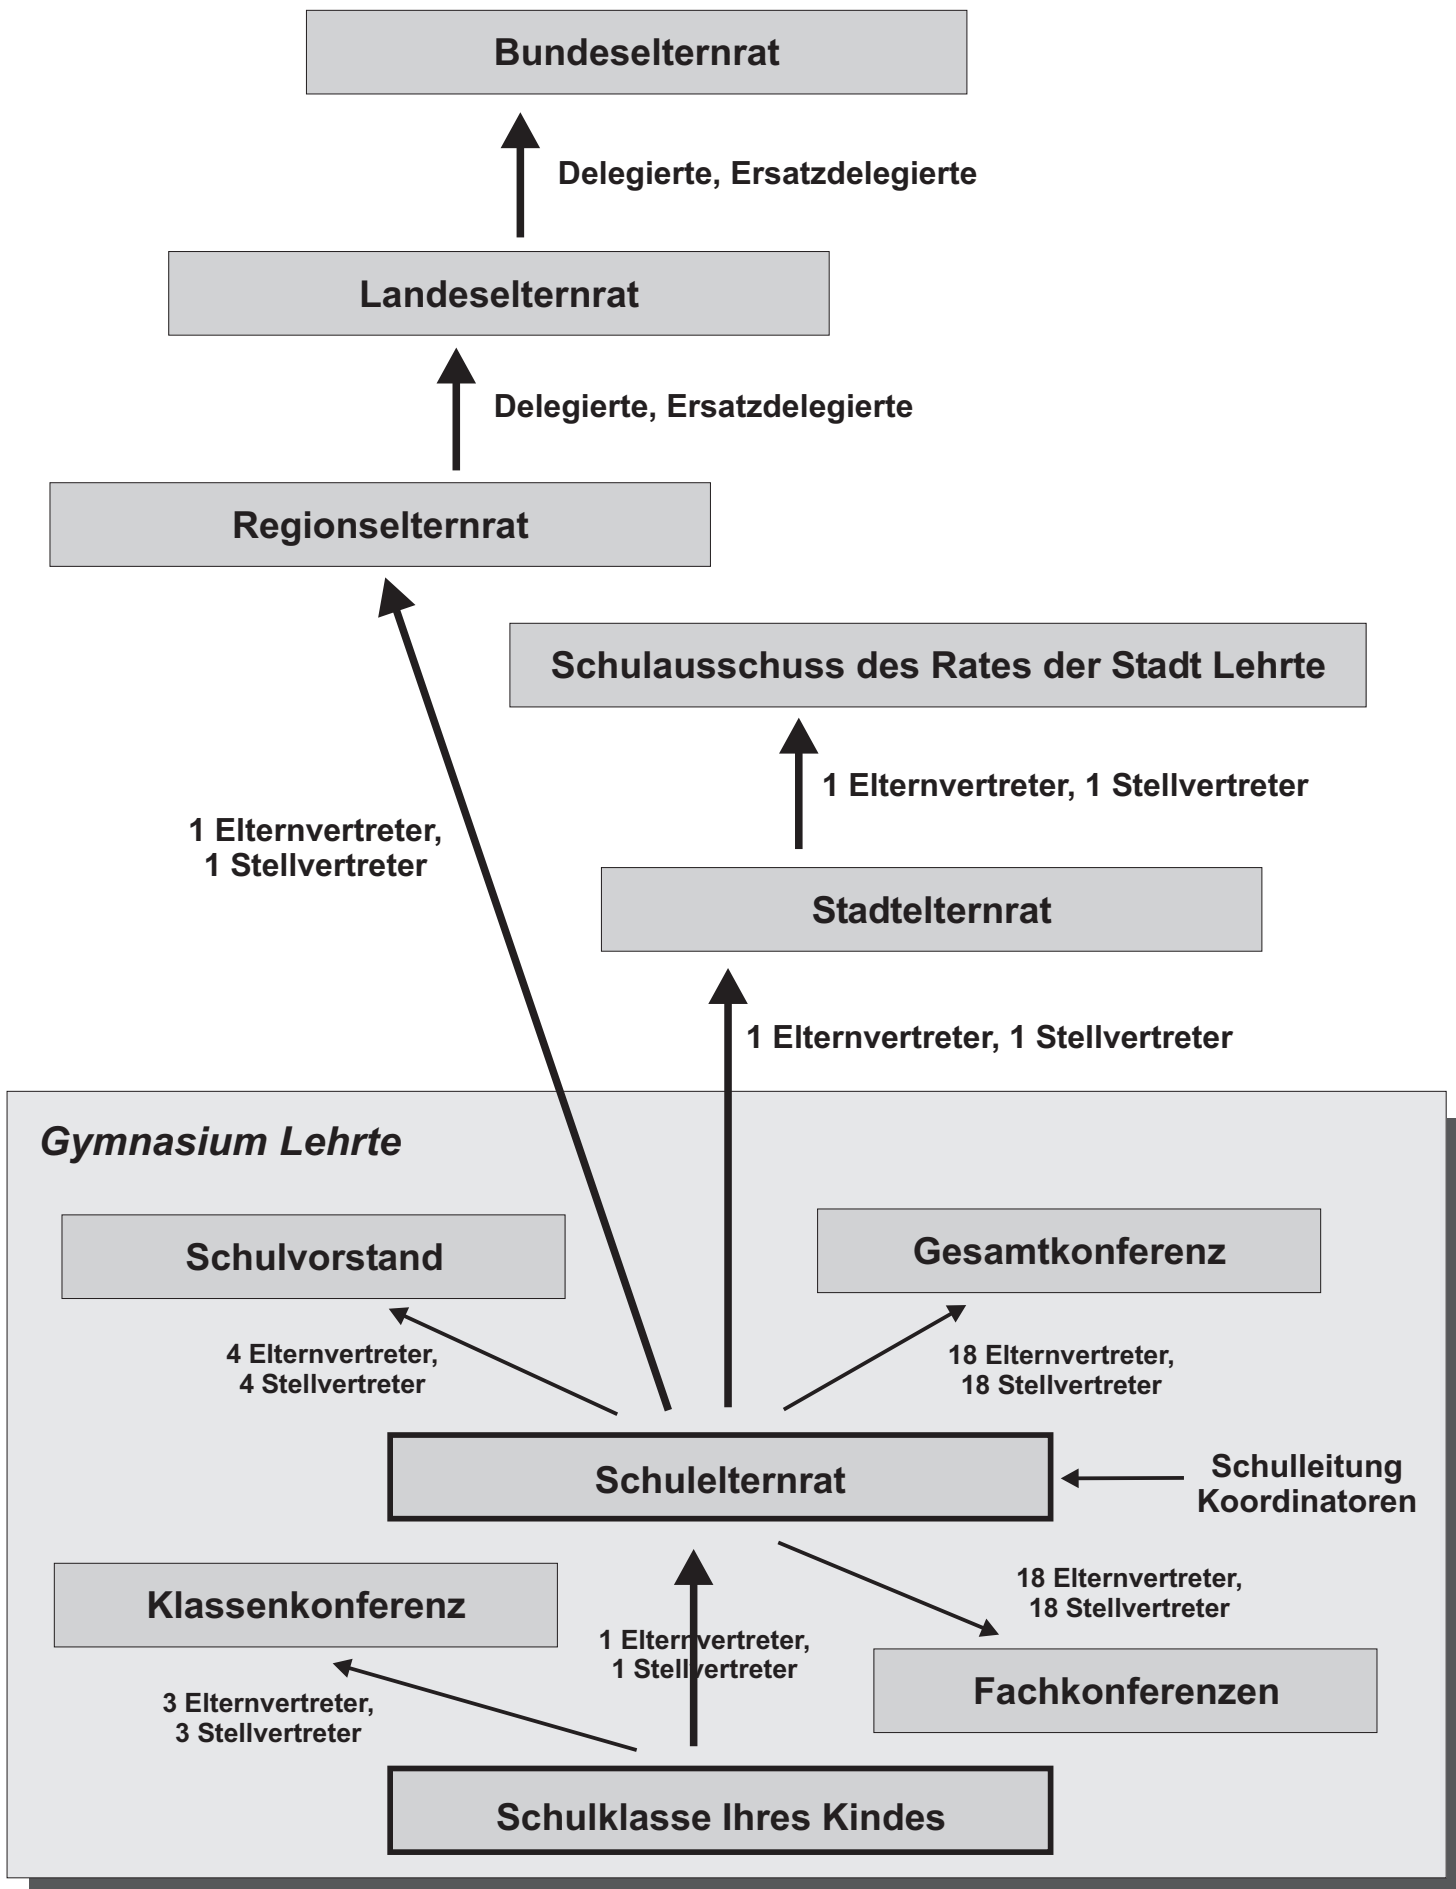 Bundeselternrat
Delegierte, Ersatzdelegierte
Landeselternrat
Delegierte, Ersatzdelegierte
Regionselternrat
Schulausschuss des Rates der Stadt Lehrte
1 Elternvertreter, 1 Stellvertreter
1 Elternvertreter,
1 Stellvertreter
Stadtelternrat
1 Elternvertreter, 1 Stellvertreter
Gymnasium Lehrte
Schulvorstand
Gesamtkonferenz
4 Elternvertreter,
4 Stellvertreter
18 Elternvertreter,
18 Stellvertreter
Schulelternrat
Schulleitung
Koordinatoren
Klassenkonferenz
18 Elternvertreter,
18 Stellvertreter
1 Elternvertreter,
1 Stellvertreter
Fachkonferenzen
3 Elternvertreter,
3 Stellvertreter
Schulklasse Ihres Kindes